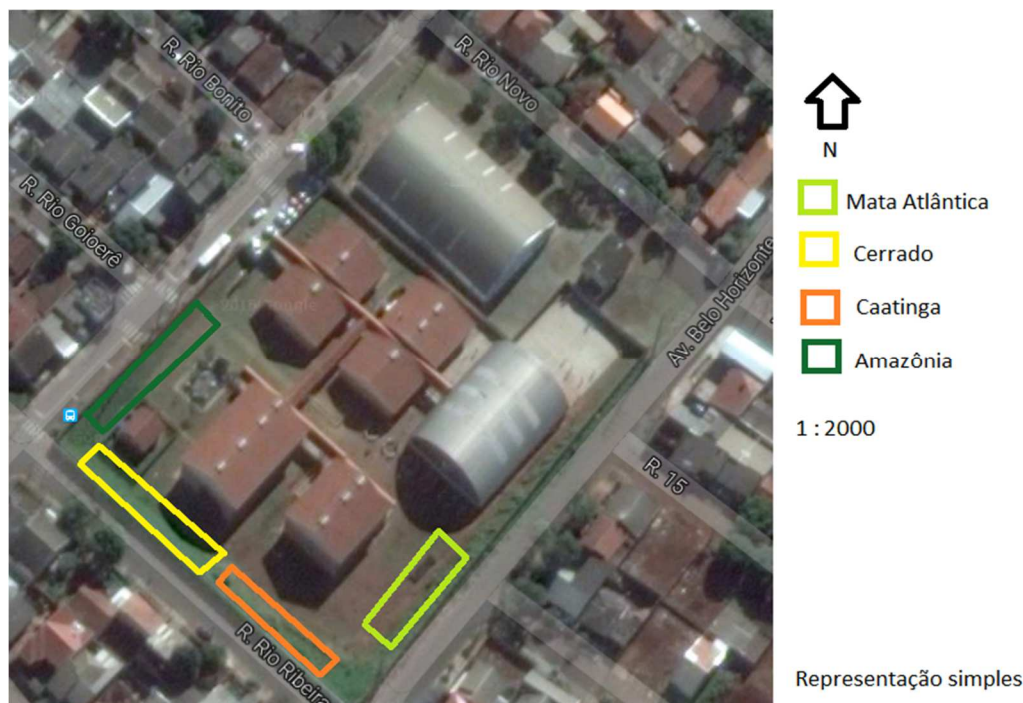 R. Rio Bonito
R. Rio Novo
R. Rio Goioerê
Av. Belo Horizonte
R. 15
R. Rio Ribeira
N
Mata Atlântica
Cerrado
Caatinga
Amazônia
1 : 2000
Representação simples